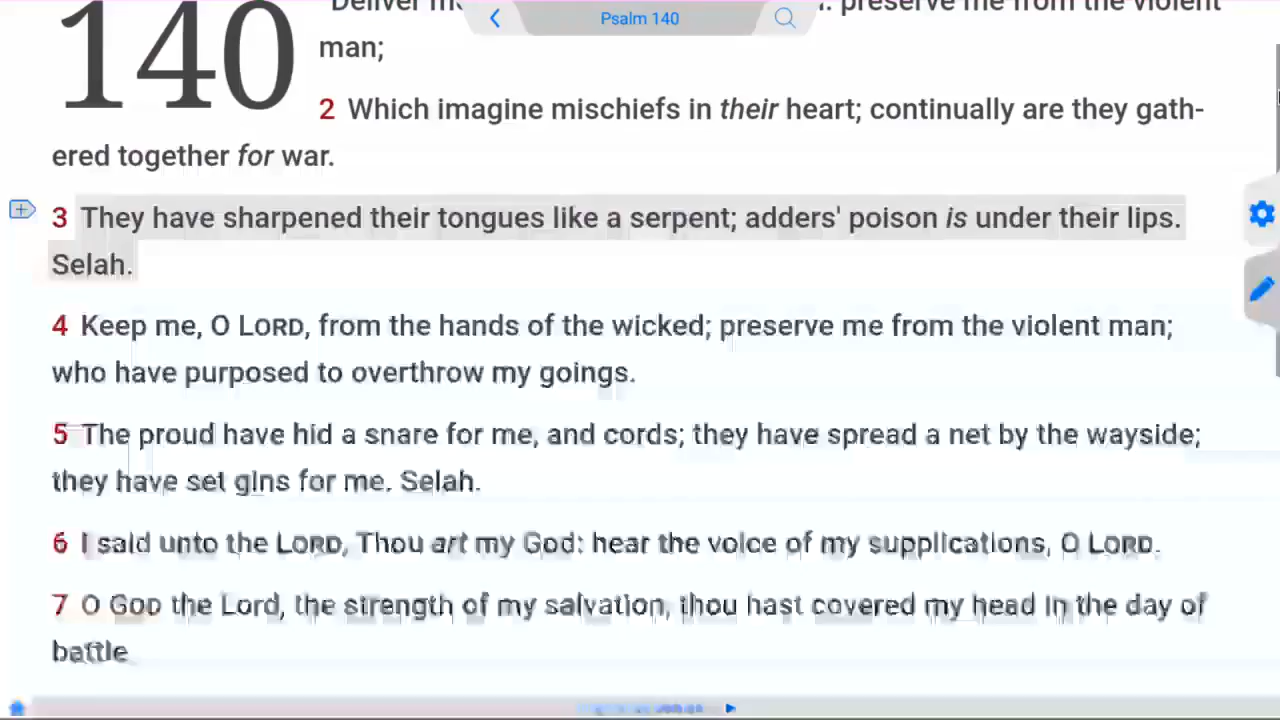 Psalm 140
140
preserve me from the violent
man;
2 Which imagine mischiefs in their heart; continually are they gath-
ered together for war.
3 They have sharpened their tongues like a serpent; adders' poison is under their lips.
Selah.
4 Keep me, O LORD, from the hands of the wicked; preserve me from the violent man;
who have purposed to overthrow my goings.
5 The proud have hid a snare for me, and cords; they have spread a net by the wayside;
they have set gins for me. Selah.
6 I said unto the LORD, Thou art my God: hear the voice of my supplications, O LORD.
7 O GOD the Lord, the strength of my salvation, thou hast covered my head in the day of
battle